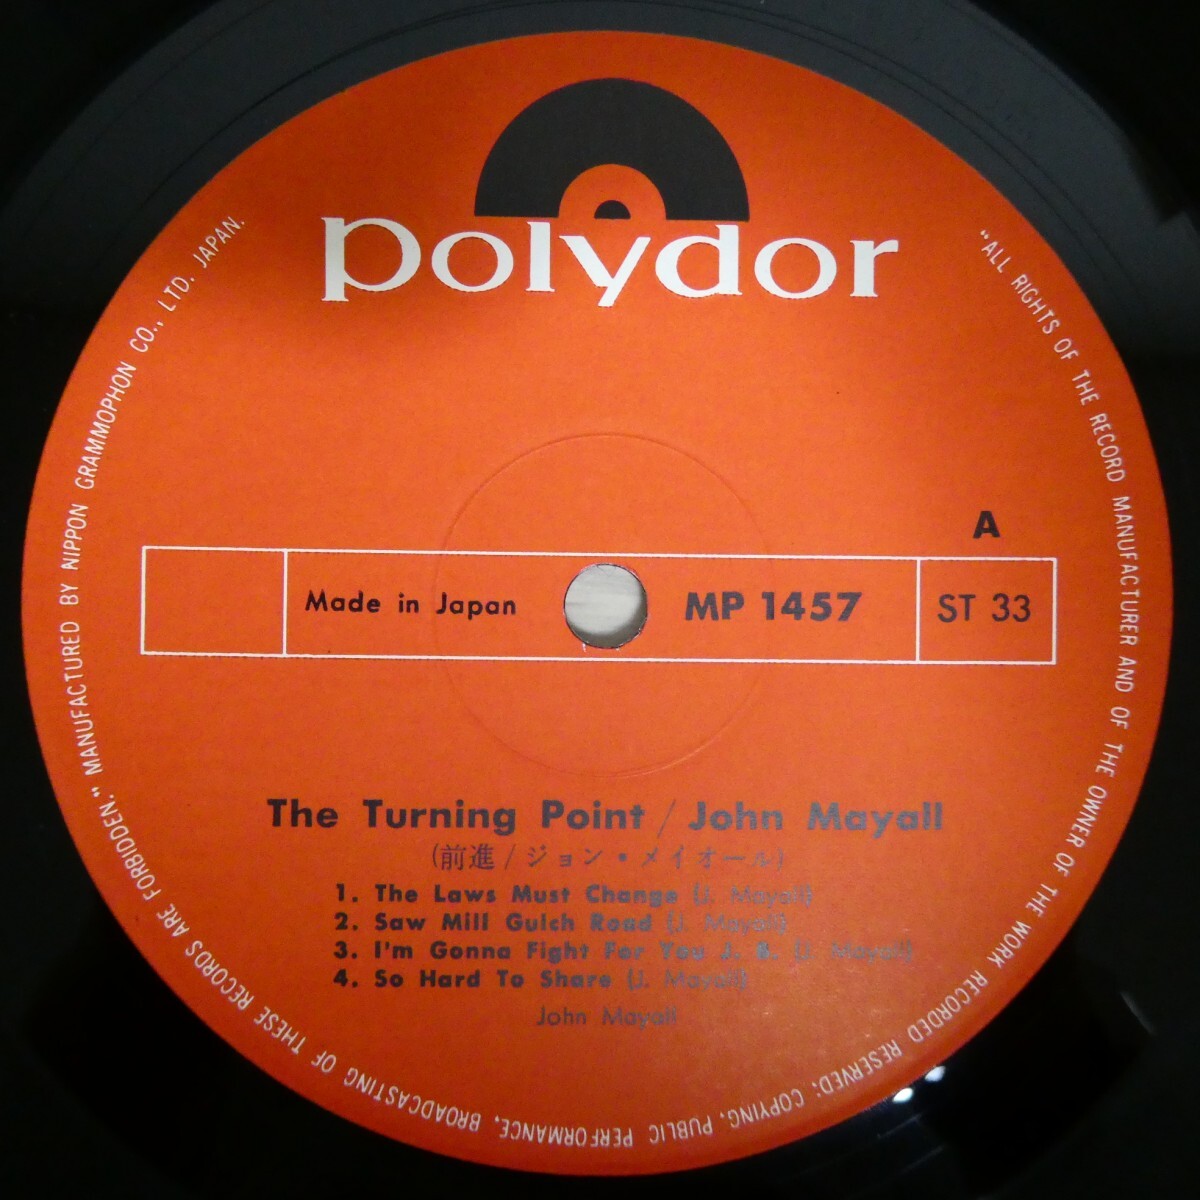 polydor
A
Made in Japan
MP 1457
ST 33
The Turning Point / John Mayall
(前進/ジョン・メイオール)
1. The Laws Must Change (J. Mayall)
2. Saw Mill Gulch Road (J. Mayall)
3. I'm Gonna Fight For You J. B. (J. Mayall)
4. So Hard To Share (J. Mayall)
John Mayall
"ALL RIGHTS OF THE RECORD MANUFACTURER AND OF THE OWNER OF THE WORK RECORDED RESERVED; COPYING, PUBLIC PERFORMANCE, BROADCASTING OF THESE RECORDS ARE FORBIDDEN." MANUFACTURED BY NIPPON GRAMMOPHON CO., LTD. JAPAN.